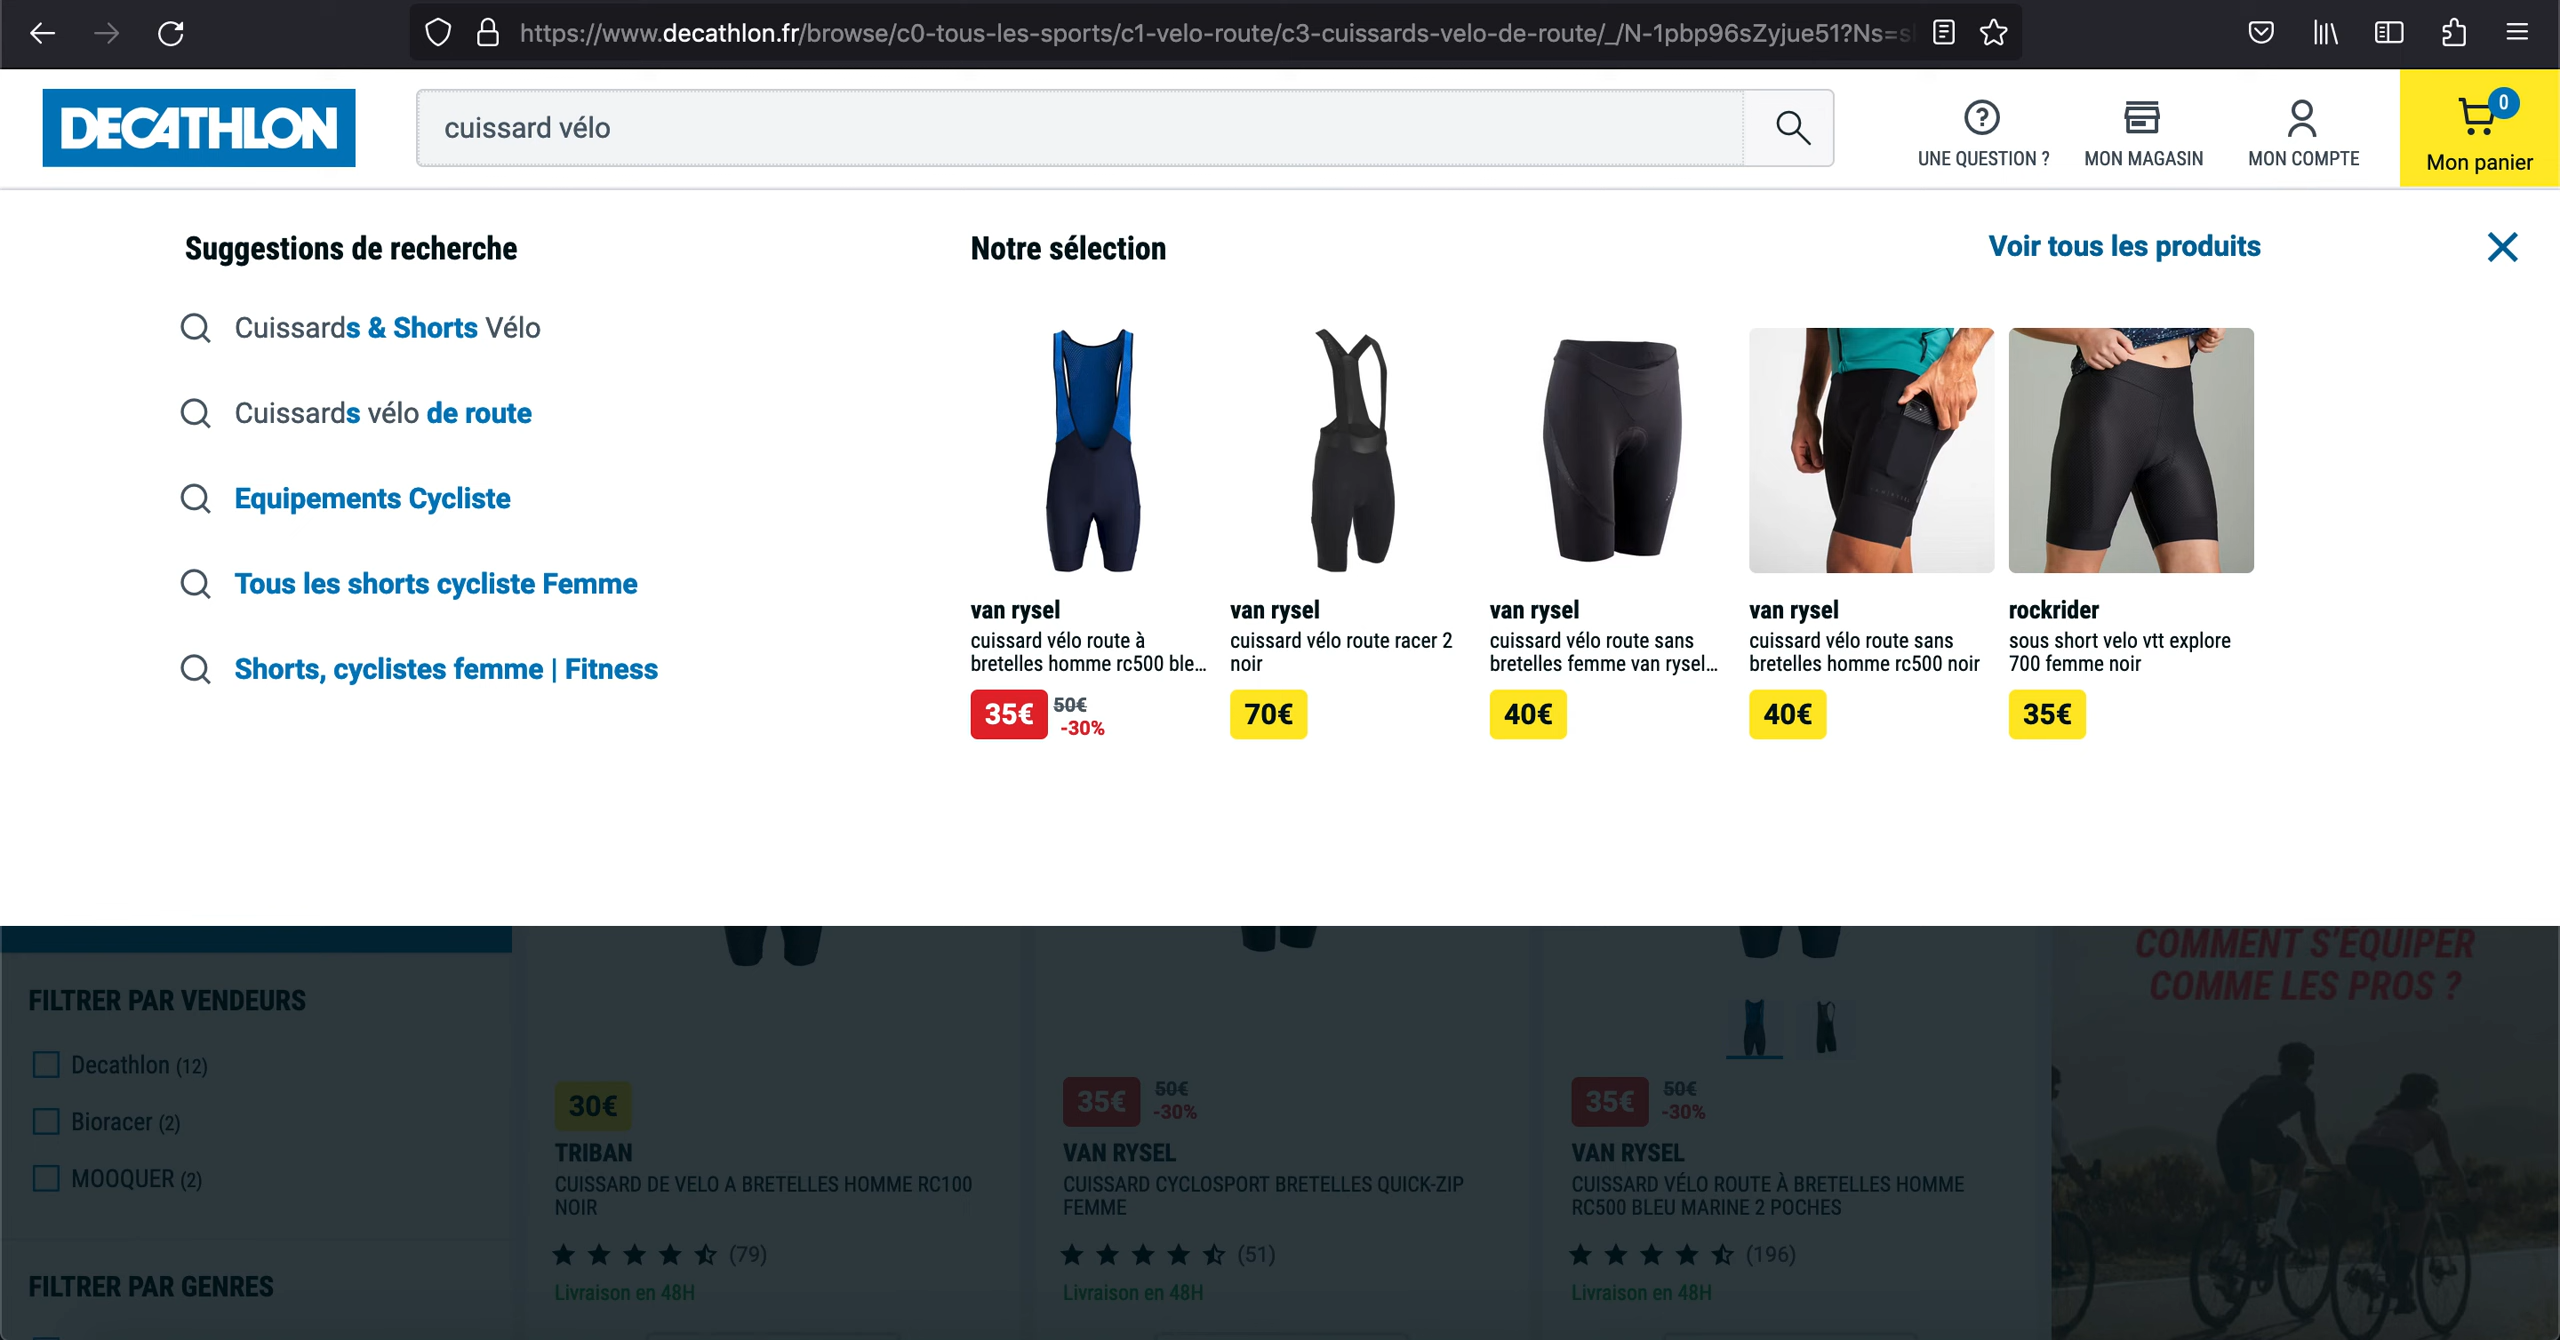 https://www.decathlon.fr/browse/c0-tous-les-sports/c1-velo-route/c3-cuissards-velo-de-route/_/N-1pbp96sZyjue51?Ns=s
DECATHLON
cuissard vélo
UNE QUESTION ?
MON MAGASIN
MON COMPTE
0
Mon panier
Suggestions de recherche
Cuissards & Shorts Vélo
Cuissards vélo de route
Equipements Cycliste
Tous les shorts cycliste Femme
Shorts, cyclistes femme | Fitness
Notre sélection
Voir tous les produits
van rysel
cuissard vélo route à
bretelles homme rc500 ble...
35€
50€
-30%
van rysel
cuissard vélo route racer 2
noir
70€
van rysel
cuissard vélo route sans
bretelles femme van rysel...
40€
van rysel
cuissard vélo route sans
bretelles homme rc500 noir
40€
rockrider
sous short velo vtt explore
700 femme noir
35€
FILTRER PAR VENDEURS
Decathlon (12)
Bioracer (2)
MOOQUER (2)
FILTRER PAR GENRES
30€
TRIBAN
CUISSARD DE VELO A BRETELLES HOMME RC100
NOIR
(79)
Livraison en 48H
35€
50€
-30%
VAN RYSEL
CUISSARD CYCLOSPORT BRETELLES QUICK-ZIP
FEMME
(51)
Livraison en 48H
35€
50€
-30%
VAN RYSEL
CUISSARD VÉLO ROUTE À BRETELLES HOMME
RC500 BLEU MARINE 2 POCHES
(196)
Livraison en 48H
COMMENT S'ÉQUIPER
COMME LES PROS ?